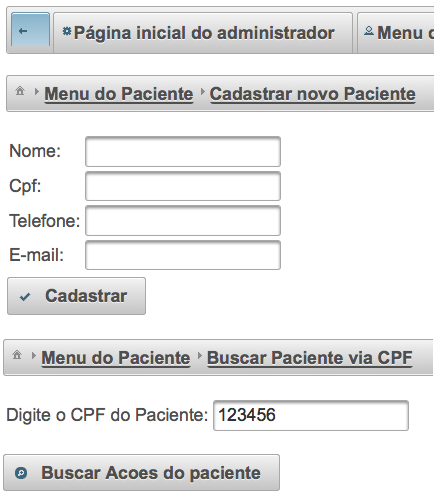 Página inicial do administrador Menu d
Menu do Paciente Cadastrar novo Paciente
Nome:
Cpf:
Telefone:
E-mail:
Cadastrar
Menu do Paciente Buscar Paciente via CPF
Digite o CPF do Paciente: 123456
Buscar Acoes do paciente